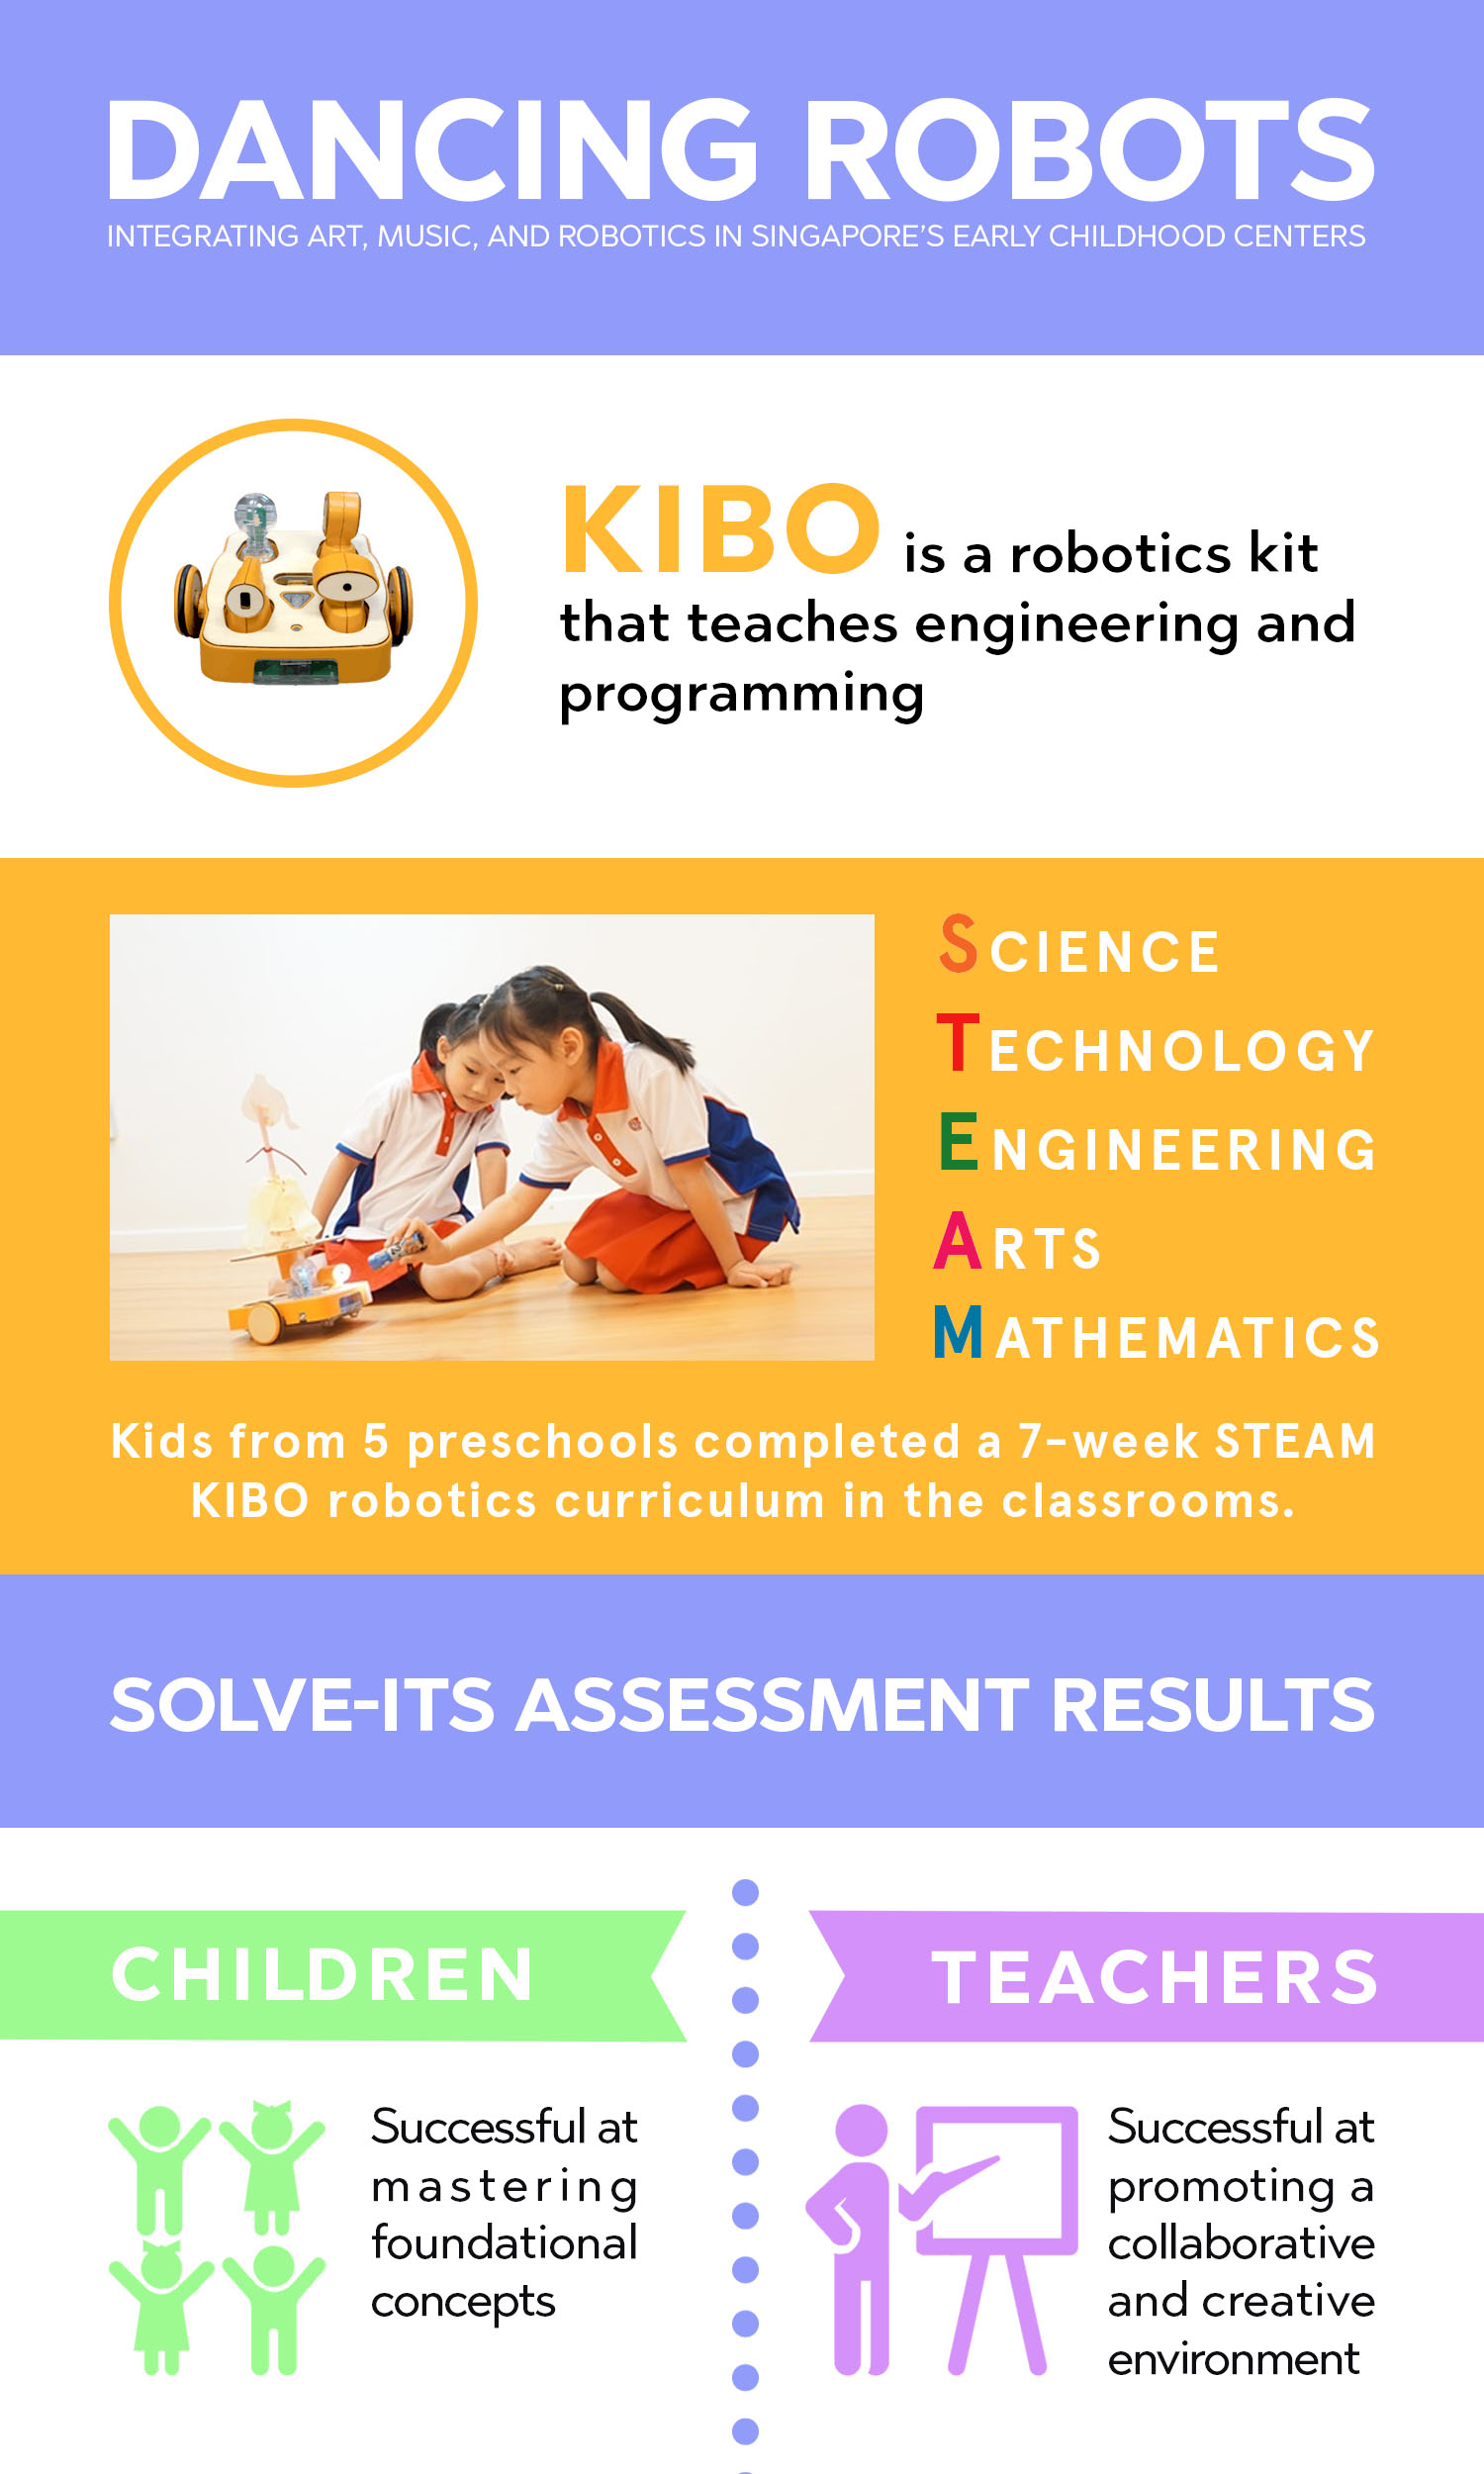 DANCING ROBOTS
INTEGRATING ART, MUSIC, AND ROBOTICS IN SINGAPORE'S EARLY CHILDHOOD CENTERS
KIBO is a robotics kit
that teaches engineering and
programming
SCIENCE
TECHNOLOGY
ENGINEERING
ARTS
MATHEMATICS
Kids from 5 preschools completed a 7-week STEAM
KIBO robotics curriculum in the classrooms.
SOLVE-ITS ASSESSMENT RESULTS
CHILDREN
Successful at
mastering
foundational
concepts
TEACHERS
Successful at
promoting a
collaborative
and creative
environment